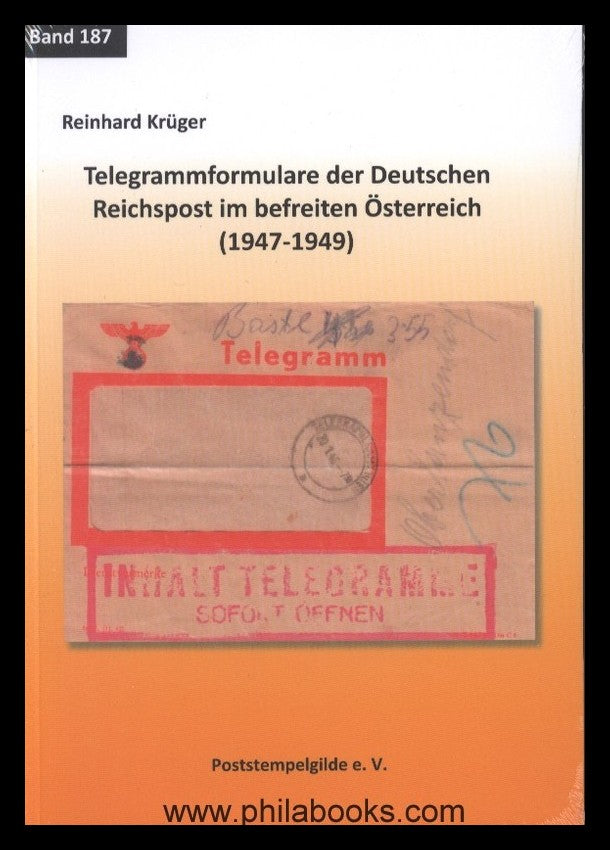 Band 187
Reinhard Krüger
Telegrammformulare der Deutschen
Reichspost im befreiten Österreich
(1947-1949)
Telegramm
INHALT TELEGRAMME
SOFORT ÖFFNEN
Poststempelgilde e. V.
www.philabooks.com